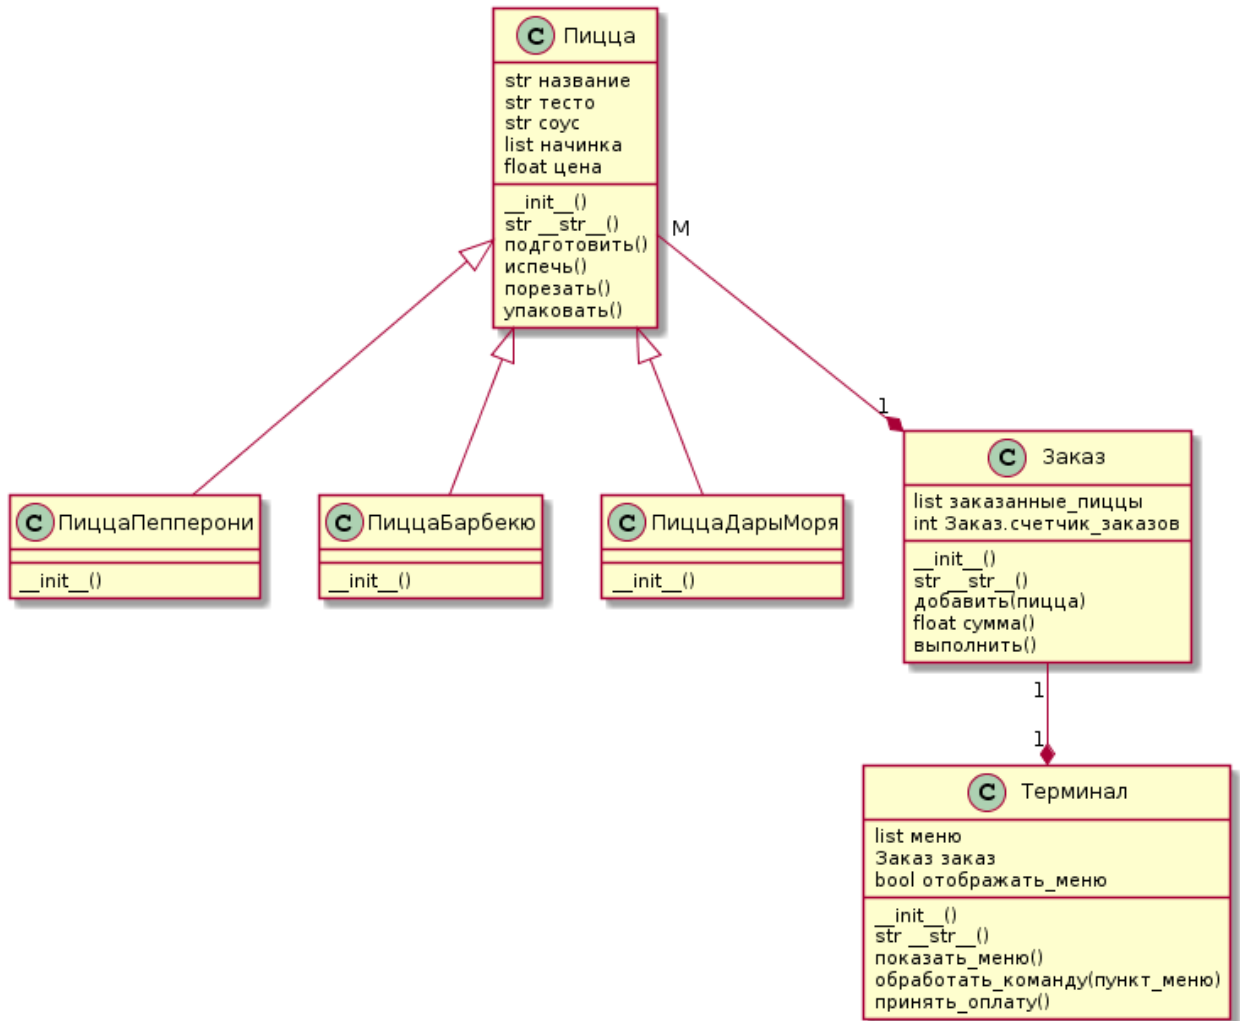 C Пицца
str название
str тесто
str соус
list начинка
float цена
__init__()
str __str__()
подготовить()
испечь()
порезать()
упаковать()
M
1
C ПиццаПепперони
__init__()
C ПиццаБарбекю
__init__()
C ПиццаДарыМоря
__init__()
C Заказ
list заказанные_пиццы
int Заказ.счетчик_заказов
__init__()
str __str__()
добавить(пицца)
float сумма()
выполнить()
1
1
C Терминал
list меню
Заказ заказ
bool отображать_меню
__init__()
str __str__()
показать_меню()
обработать_команду(пункт_меню)
принять_оплату()